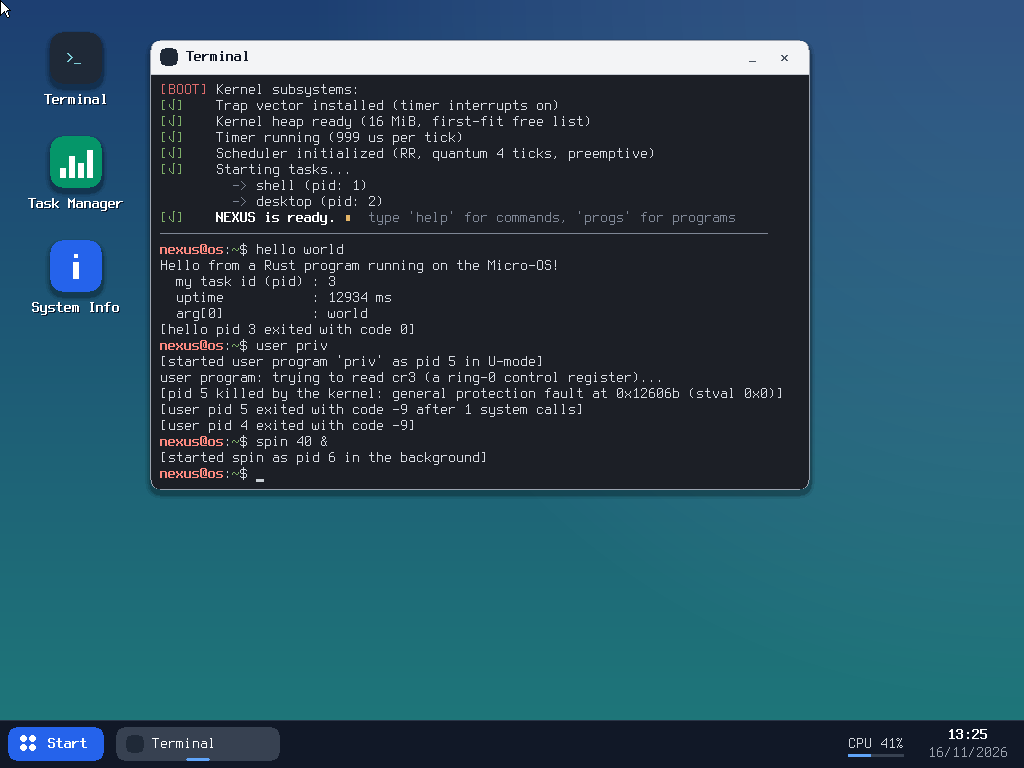 >_
Terminal
Task Manager
i
System Info
Terminal
[BOOT] Kernel subsystems:
[√] Trap vector installed (timer interrupts on)
[√] Kernel heap ready (16 MiB, first-fit free list)
[√] Timer running (999 us per tick)
[√] Scheduler initialized (RR, quantum 4 ticks, preemptive)
[√] Starting tasks...
-> shell (pid: 1)
-> desktop (pid: 2)
[√] NEXUS is ready. type 'help' for commands, 'progs' for programs
nexus@os:~$ hello world
Hello from a Rust program running on the Micro-OS!
my task id (pid) : 3
uptime : 12934 ms
arg[0] : world
[hello pid 3 exited with code 0]
nexus@os:~$ user priv
[started user program 'priv' as pid 5 in U-mode]
user program: trying to read cr3 (a ring-0 control register)...
[pid 5 killed by the kernel: general protection fault at 0x12606b (stval 0x0)]
[user pid 5 exited with code -9 after 1 system calls]
[user pid 4 exited with code -9]
nexus@os:~$ spin 40 &
[started spin as pid 6 in the background]
nexus@os:~$ _
Start
Terminal
CPU 41%
13:25
16/11/2026